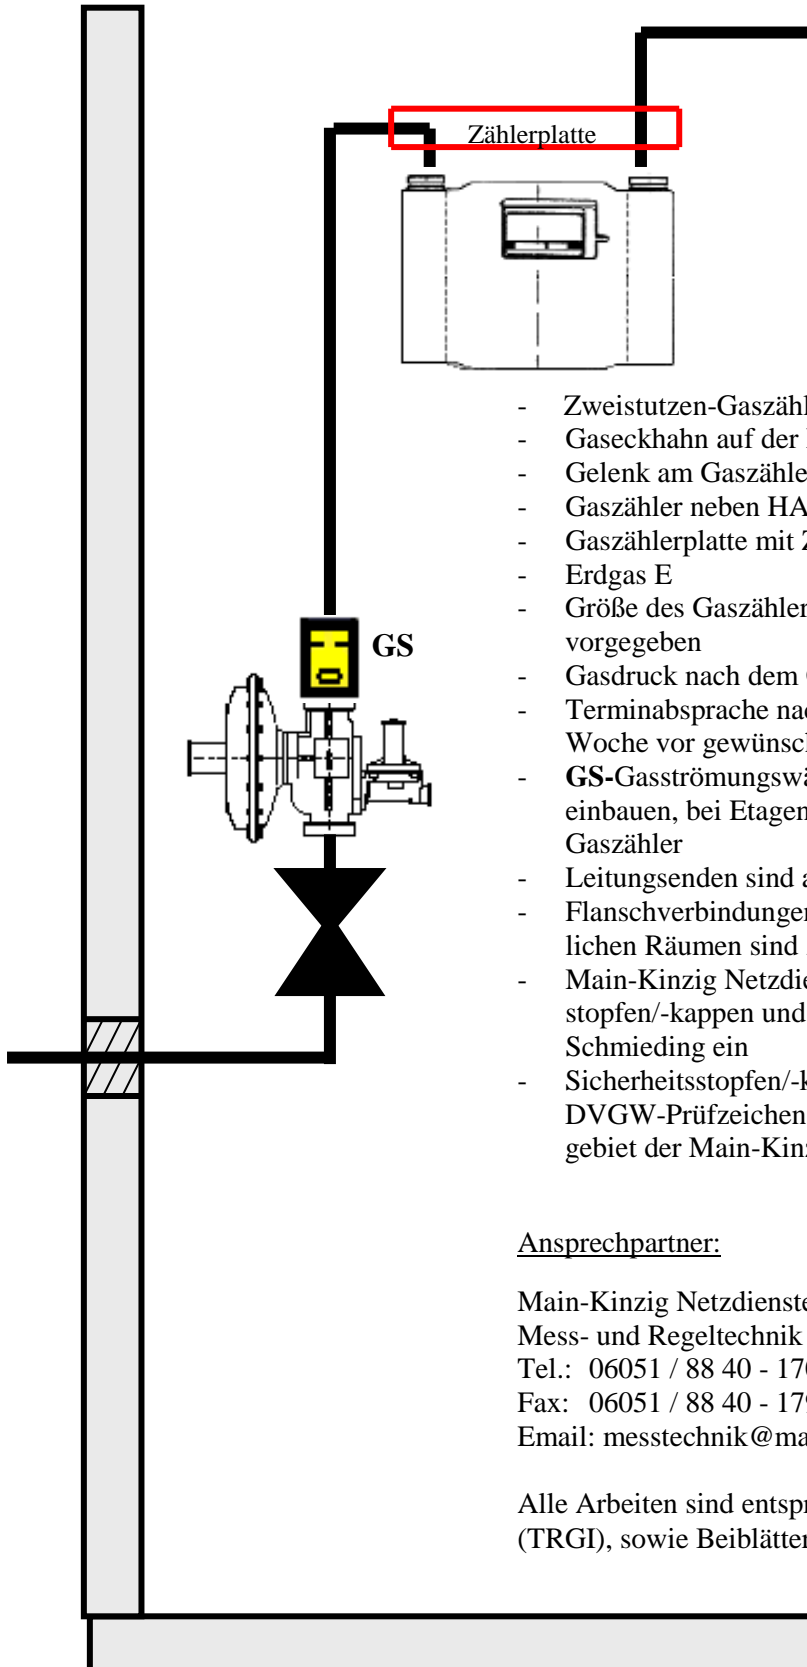 Zählerplatte
- Zweistutzen-Gaszähl
- Gaseckhahn auf der
- Gelenk am Gaszähle
- Gaszähler neben HA
- Gaszählerplatte mit Z
- Erdgas E
- Größe des Gaszähler
vorgegeben
GS
- Gasdruck nach dem
- Terminabsprache na
Woche vor gewünsc
- GS-Gasströmungswä
einbauen, bei Etagen
Gaszähler
- Leitungsenden sind a
- Flanschverbindunge
lichen Räumen sind
- Main-Kinzig Netzdie
stopfen/-kappen und
Schmieding ein
- Sicherheitsstopfen/-k
DVGW-Prüfzeichen
gebiet der Main-Kinz
Ansprechpartner:
Main-Kinzig Netzdienste
Mess- und Regeltechnik
Tel.: 06051 / 88 40 - 17
Fax: 06051 / 88 40 - 179
Email: messtechnik@ma
Alle Arbeiten sind entspr
(TRGI), sowie Beiblätter